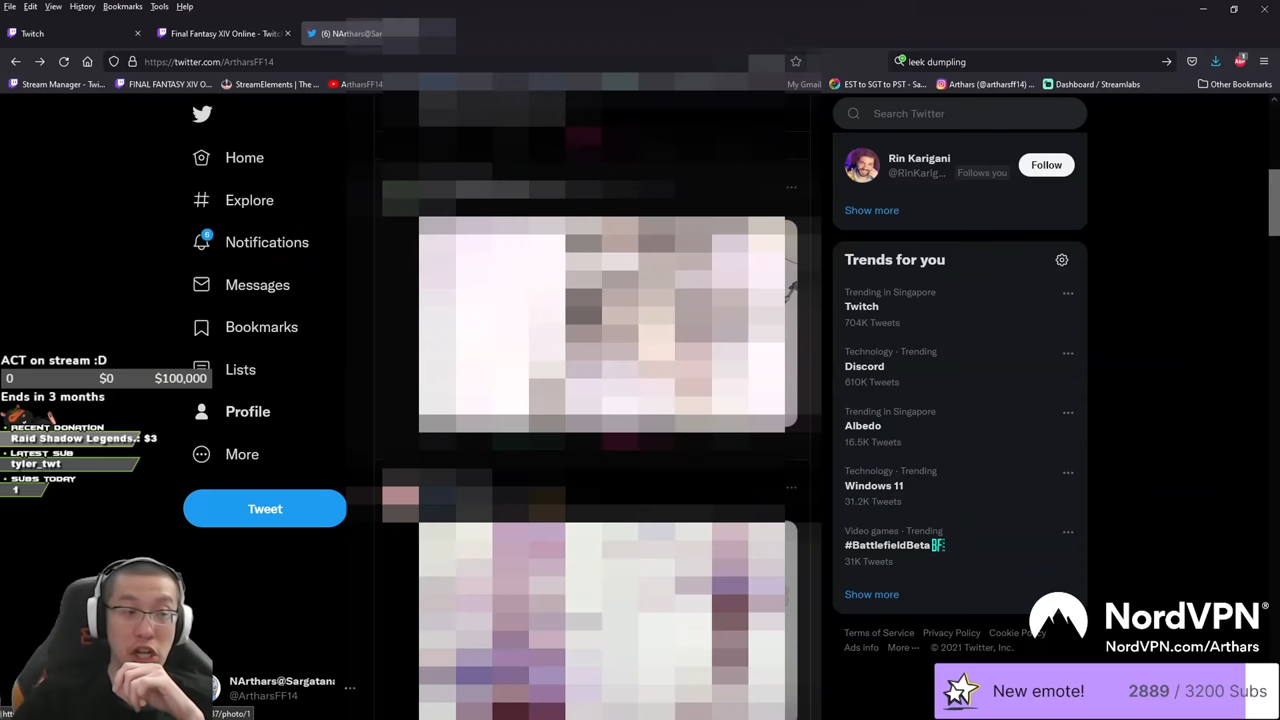 File Edit View History Bookmarks Tools Help
Twitch
Final Fantasy XIV Online - Twitc
(6) NArthars@Sar
https://twitter.com/ArtharsFF14
leek dumpling
Stream Manager - Twi...
FINAL FANTASY XIV O...
StreamElements | The ...
ArtharsFF1
My Gmail
EST to SGT to PST - Sa...
Arthars (@artharsff14) ...
Dashboard / Streamlabs
Other Bookmarks
Home
Explore
6
Notifications
Messages
Bookmarks
Lists
Profile
More
Tweet
NArthars@Sargatana
@ArtharsFF14
ACT on stream :D
0 $0 $100,000
Ends in 3 months
RECENT DONATION
Raid Shadow Legends.: $3
LATEST SUB
tyler_twt
SUBS TODAY
1
37/photo/1
Search Twitter
Rin Karigani
@RinKarig... Follows you
Follow
Show more
Trends for you
Trending in Singapore
Twitch
704K Tweets
Technology · Trending
Discord
610K Tweets
Trending in Singapore
Albedo
16.5K Tweets
Technology · Trending
Windows 11
31.2K Tweets
Video games · Trending
#BattlefieldBeta
31K Tweets
Show more
Terms of Service Privacy Policy Cookie
Ads info More ··· © 2021 Twitter, Inc.
NordVPN®
NordVPN.com/Arthars
New emote! 2889 / 3200 Subs